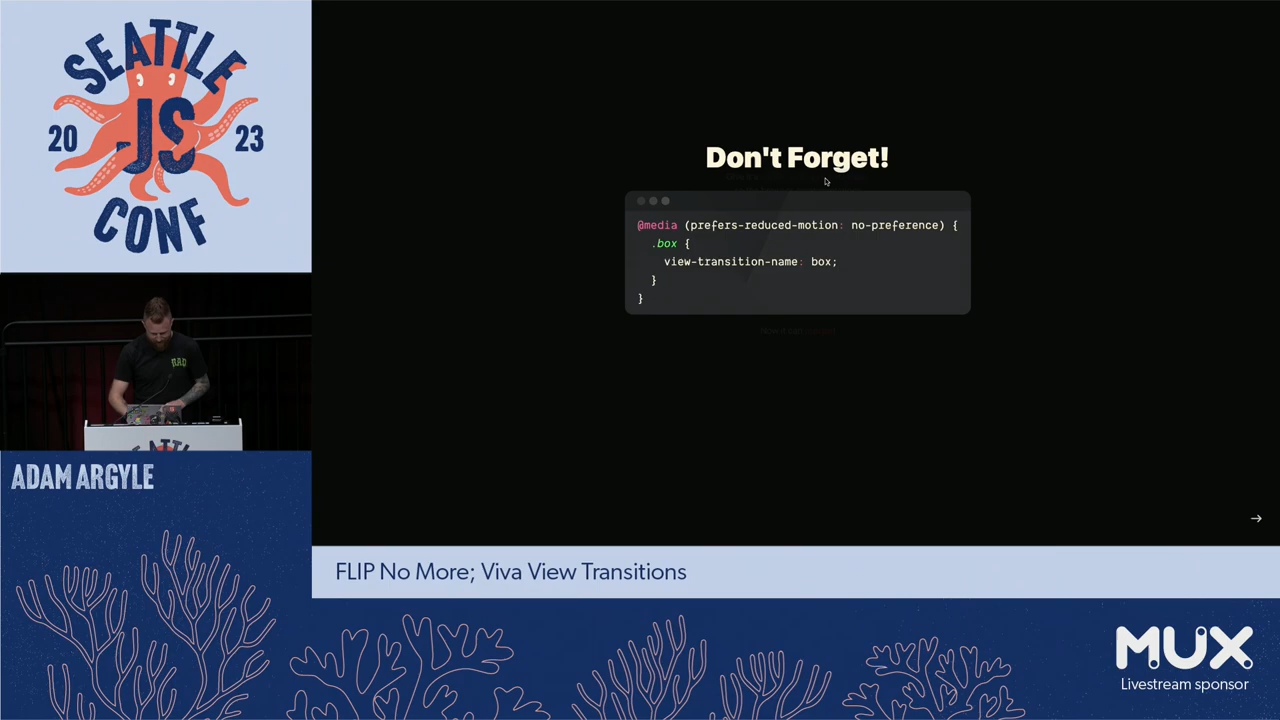 SEATTLE
JS
20 23
CONF
Don't Forget!
@media (prefers-reduced-motion: no-preference) {
.box {
view-transition-name: box;
}
}
→
ADAM ARGYLE
FLIP No More; Viva View Transitions
MUX
Livestream sponsor